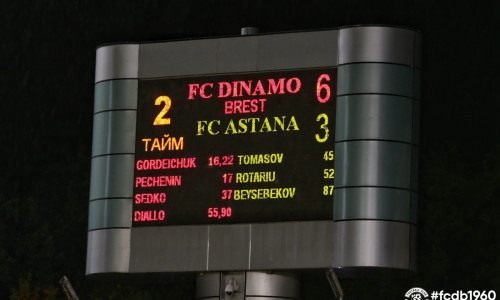 2
ТАЙМ
FC DINAMO 6
BREST
FC ASTANA 3
GORDEICHUK 16,22 TOMASOV 45
PECHENIN 17 ROTARIU 52
SEDKO 37 BEYSEBEKOV 87
DIALLO 55,90
#fcdb1960